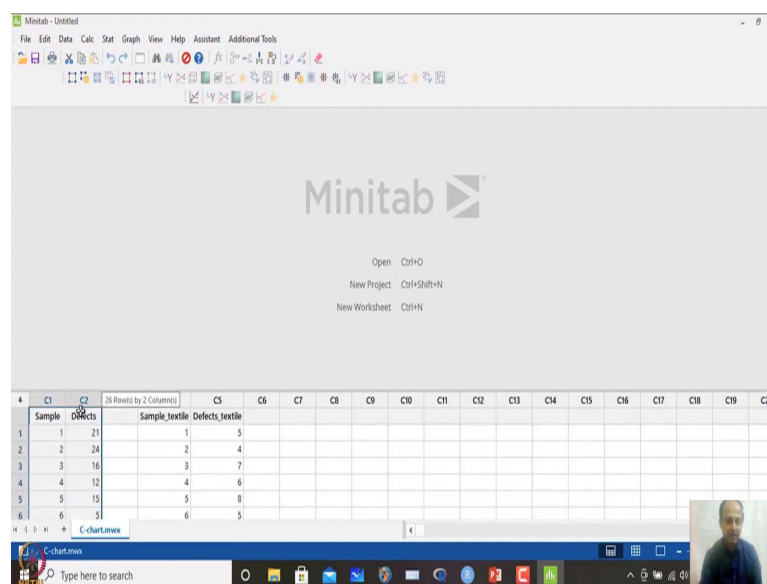 Minitab - Untitled
File Edit Data Calc Stat Graph View Help Assistant Additional Tools
Minitab
Open Ctrl+O
New Project Ctrl+Shift+N
New Worksheet Ctrl+N
C1 C2 26 Row(s) by 2 Column(s) C5 C6 C7 C8 C9 C10 C11 C12 C13 C14 C15 C16 C17 C18 C19
Sample Defects Sample_textile Defects_textile
1 1 21 1 5
2 2 24 2 4
3 3 16 3 7
4 4 12 4 6
5 5 15 5 8
6 6 5 6 5
C-chart.mwx
C-chart.mwx
Type here to search